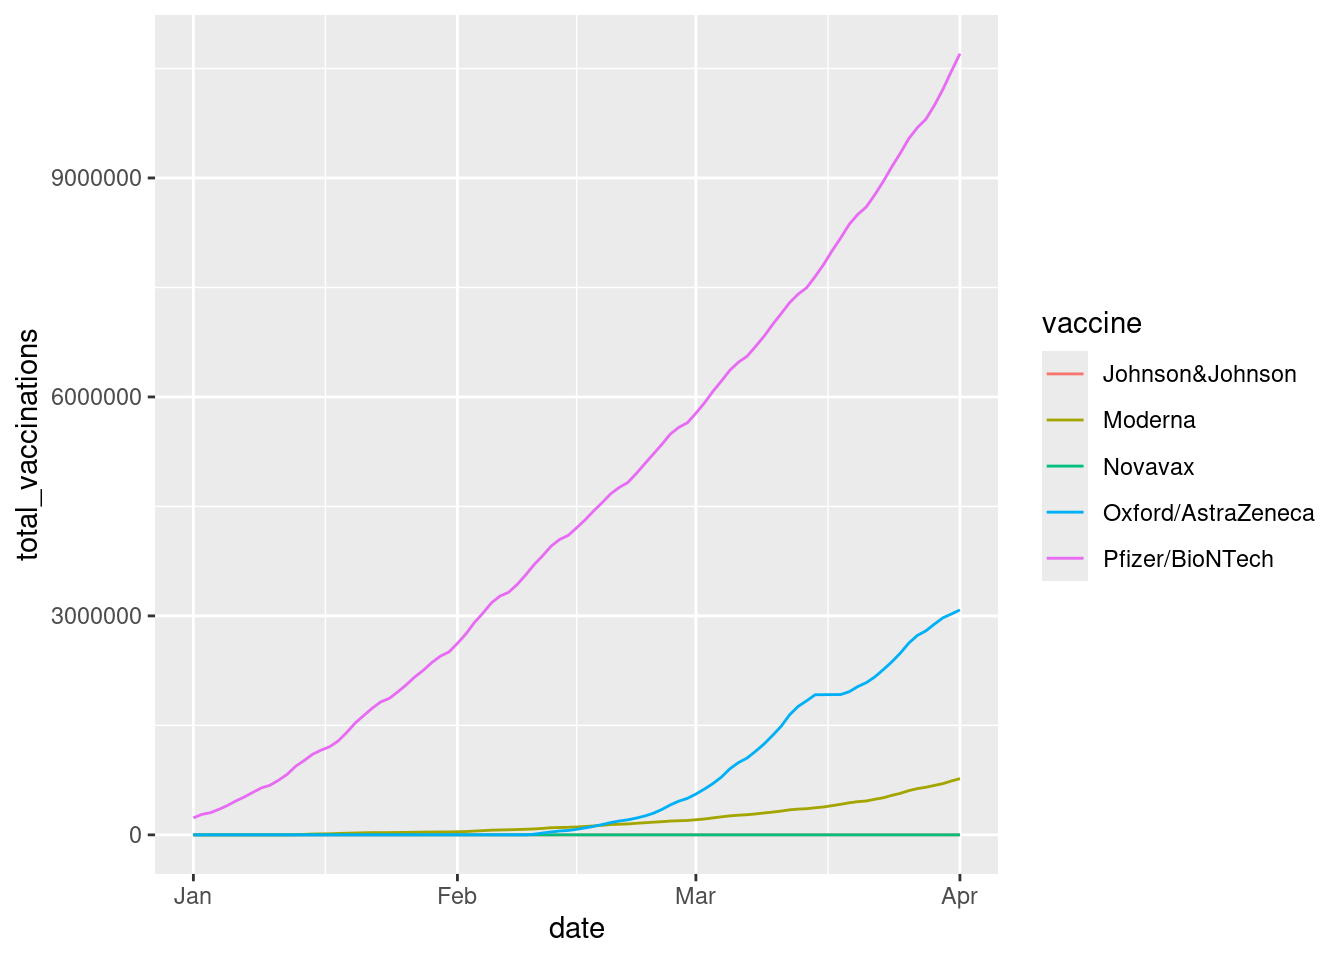 total_vaccinations
9000000
6000000
3000000
0
Jan Feb Mar Apr
date
vaccine
Johnson&Johnson
Moderna
Novavax
Oxford/AstraZeneca
Pfizer/BioNTech